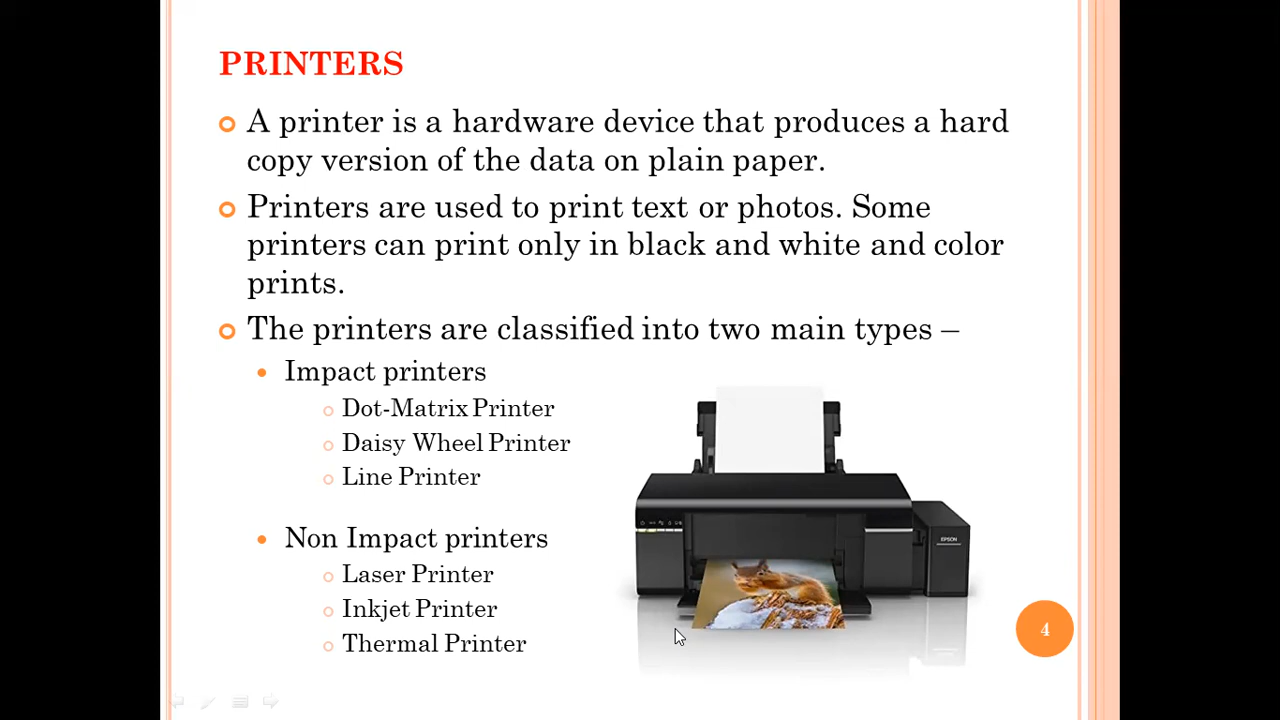 PRINTERS
A printer is a hardware device that produces a hard
copy version of the data on plain paper.
Printers are used to print text or photos. Some
printers can print only in black and white and color
prints.
The printers are classified into two main types –
Impact printers
Dot-Matrix Printer
Daisy Wheel Printer
Line Printer
Non Impact printers
Laser Printer
Inkjet Printer
Thermal Printer
EPSON
4